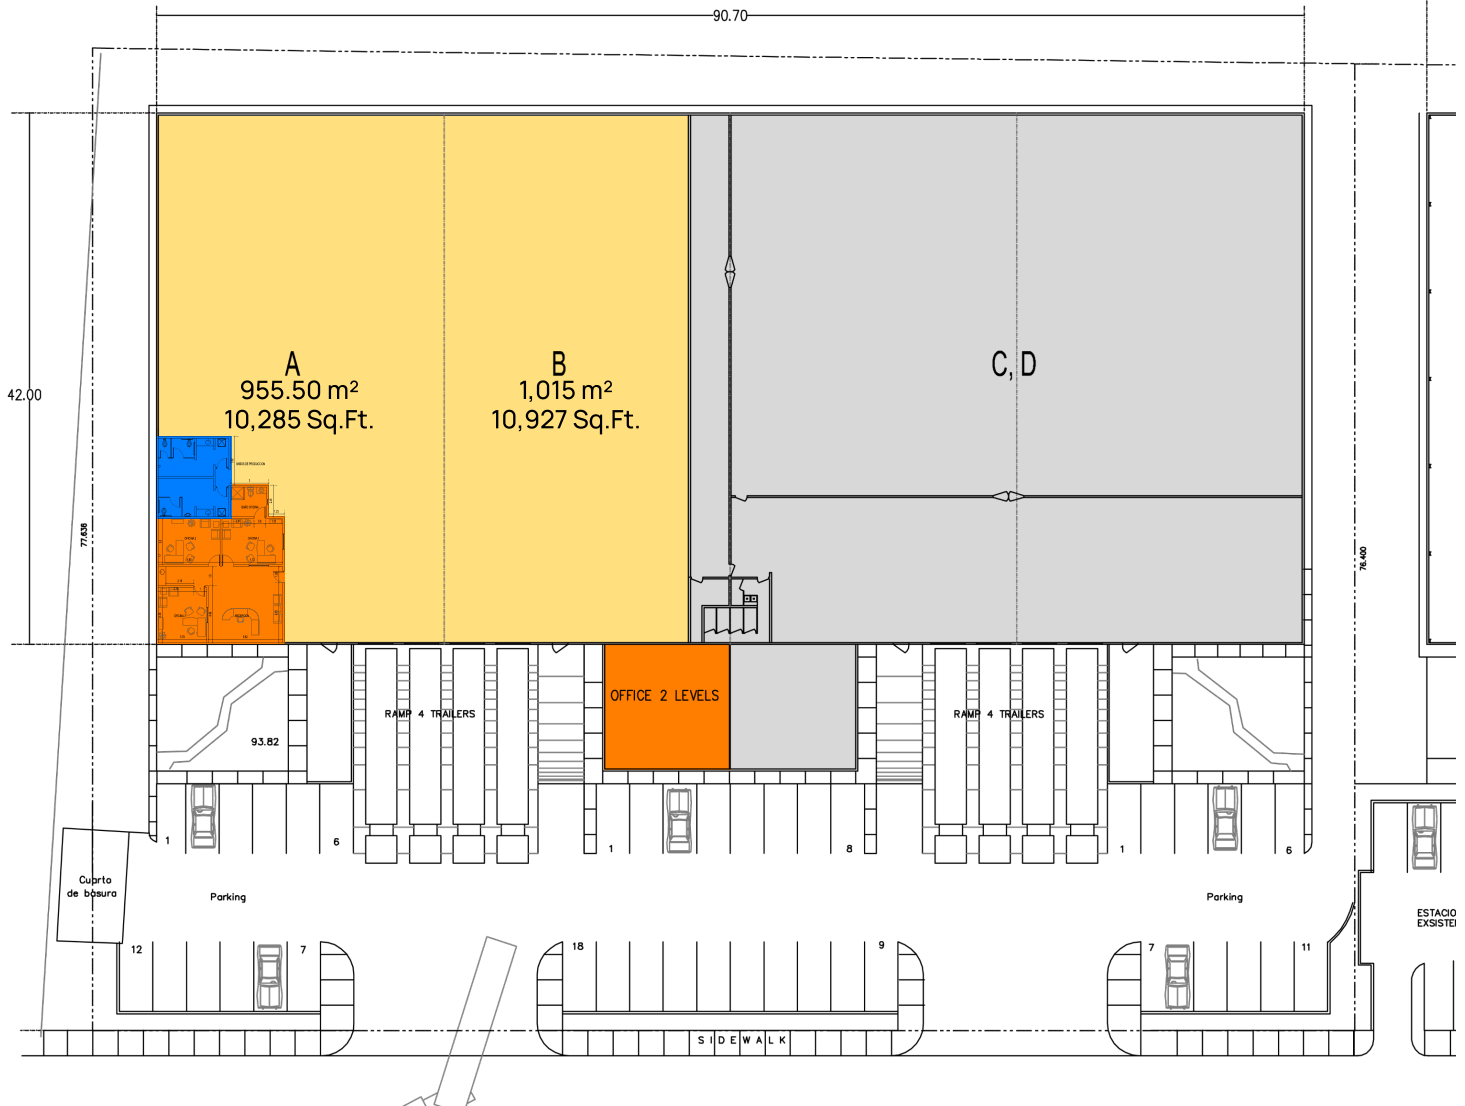 90.70
42.00
A
955.50 m²
10,285 Sq.Ft.
B
1,015 m²
10,927 Sq.Ft.
C, D
77.636
76.400
OFFICE 2 LEVELS
RAMP 4 TRAILERS
RAMP 4 TRAILERS
93.82
1
6
1
8
1
6
Cuarto
de basura
Parking
Parking
ESTACIO
EXSISTE
12
7
18
9
7
11
SIDEWALK